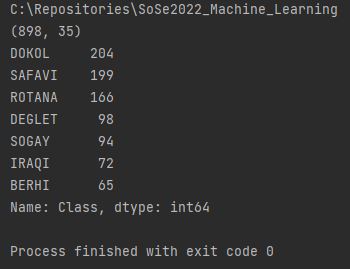 C:\Repositories\SoSe2022_Machine_Learning
(898, 35)
DOKOL     204
SAFAVI    199
ROTANA    166
DEGLET     98
SOGAY      94
IRAQI      72
BERHI      65
Name: Class, dtype: int64
Process finished with exit code 0